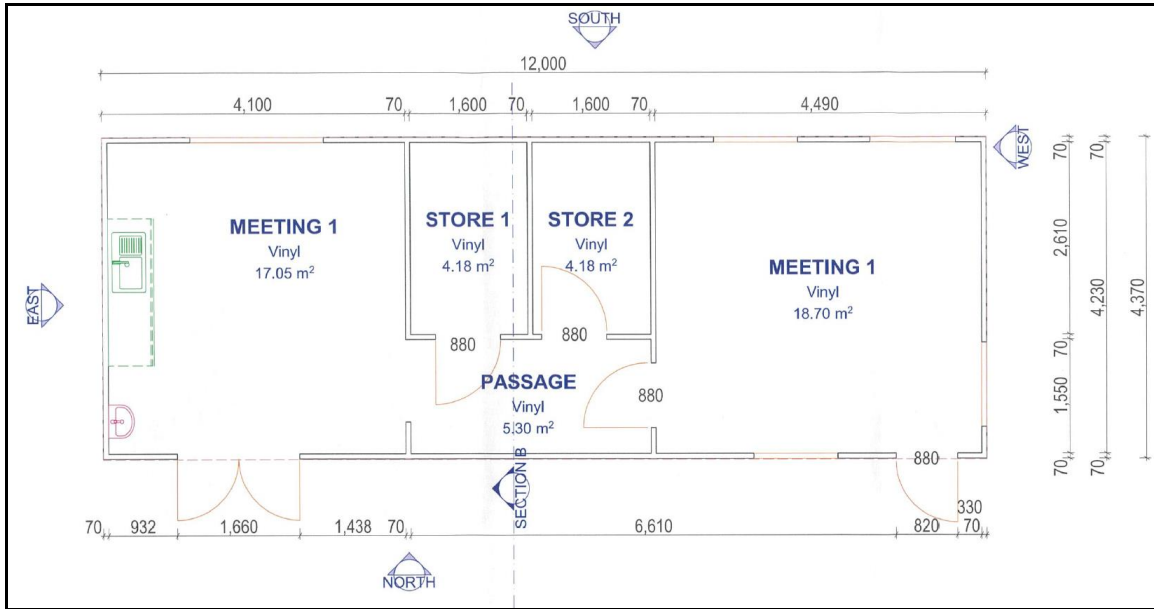 SOUTH
12,000
4,100 70 1,600 70 1,600 70 4,490
WEST
70 70
2,610
4,230
4,370
70
1,550
70 70
MEETING 1
Vinyl
17.05 m²
STORE 1
Vinyl
4.18 m²
STORE 2
Vinyl
4.18 m²
MEETING 1
Vinyl
18.70 m²
EAST
880
880
PASSAGE
Vinyl
5.30 m²
880
880
SECTION B
330
70 932 1,660 1,438 70 6,610 820 70
NORTH